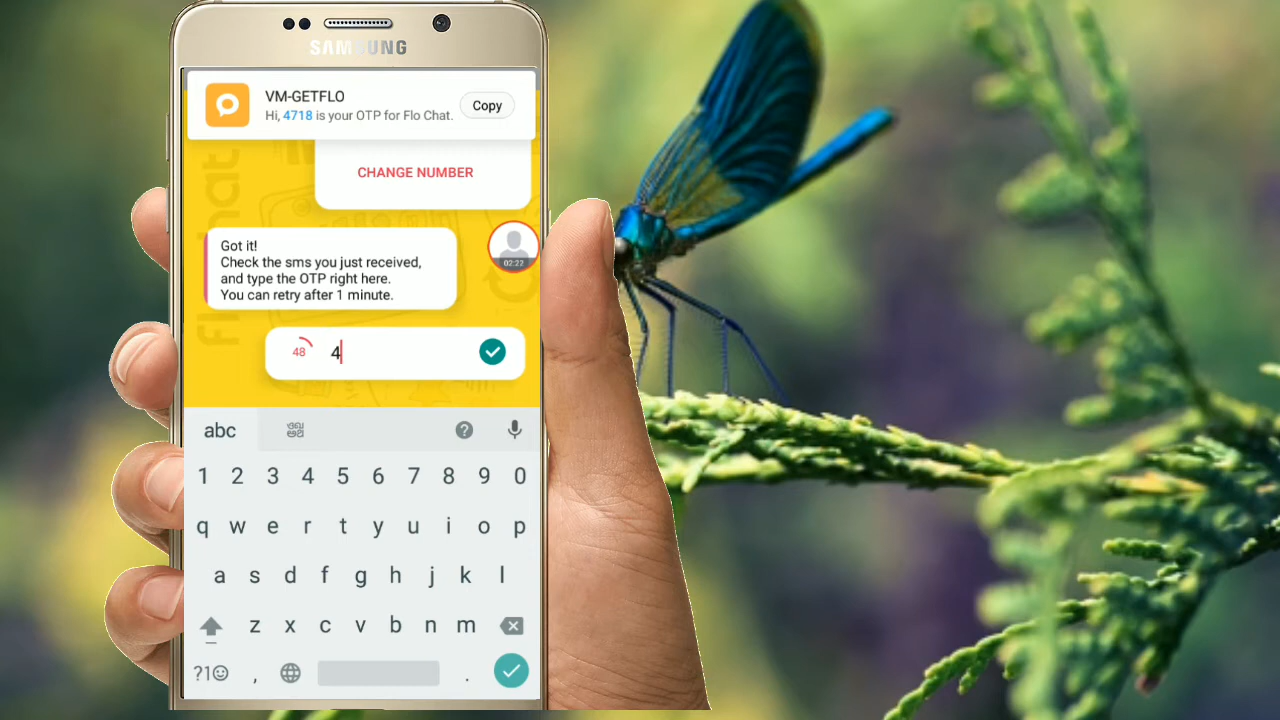 SAMSUNG
VM-GETFLO
Hi, 4718 is your OTP for Flo Chat.
Copy
CHANGE NUMBER
Got it!
Check the sms you just received,
and type the OTP right here.
You can retry after 1 minute.
02:22
48
4
abc
1 2 3 4 5 6 7 8 9 0
q w e r t y u i o p
a s d f g h j k l
z x c v b n m
?1☺ , .